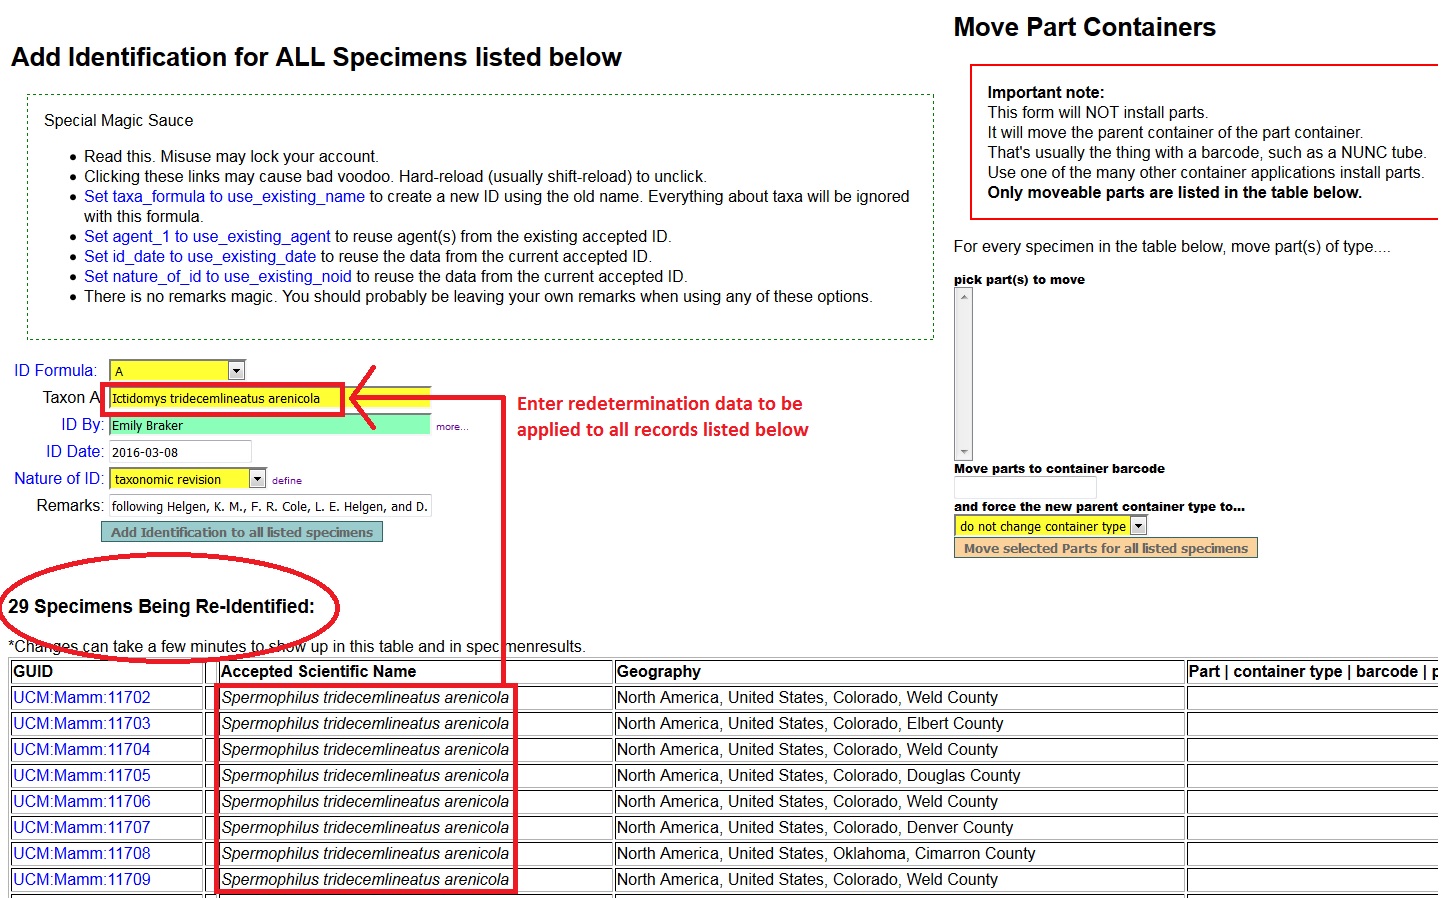 Add Identification for ALL Specimens listed below
Special Magic Sauce
Read this. Misuse may lock your account.
Clicking these links may cause bad voodoo. Hard-reload (usually shift-reload) to unclick.
Set taxa_formula to use_existing_name to create a new ID using the old name. Everything about taxa will be ignored
with this formula.
Set agent_1 to use_existing_agent to reuse agent(s) from the existing accepted ID.
Set id_date to use_existing_date to reuse the data from the current accepted ID.
Set nature_of_id to use_existing_noid to reuse the data from the current accepted ID.
There is no remarks magic. You should probably be leaving your own remarks when using any of these options.
ID Formula: A
Taxon A Ictidomys tridecemlineatus arenicola
ID By: Emily Braker more...
ID Date: 2016-03-08
Nature of ID: taxonomic revision define
Remarks: following Helgen, K. M., F. R. Cole, L. E. Helgen, and D.
Add Identification to all listed specimens
Enter redetermination data to be
applied to all records listed below
Move Part Containers
Important note:
This form will NOT install parts.
It will move the parent container of the part container.
That's usually the thing with a barcode, such as a NUNC tube.
Use one of the many other container applications install parts.
Only moveable parts are listed in the table below.
For every specimen in the table below, move part(s) of type....
pick part(s) to move
Move parts to container barcode
and force the new parent container type to...
do not change container type
Move selected Parts for all listed specimens
29 Specimens Being Re-Identified:
*Changes can take a few minutes to show up in this table and in specimenresults.
GUID Accepted Scientific Name Geography Part | container type | barcode | p
UCM:Mamm:11702 Spermophilus tridecemlineatus arenicola North America, United States, Colorado, Weld County
UCM:Mamm:11703 Spermophilus tridecemlineatus arenicola North America, United States, Colorado, Elbert County
UCM:Mamm:11704 Spermophilus tridecemlineatus arenicola North America, United States, Colorado, Weld County
UCM:Mamm:11705 Spermophilus tridecemlineatus arenicola North America, United States, Colorado, Douglas County
UCM:Mamm:11706 Spermophilus tridecemlineatus arenicola North America, United States, Colorado, Weld County
UCM:Mamm:11707 Spermophilus tridecemlineatus arenicola North America, United States, Colorado, Denver County
UCM:Mamm:11708 Spermophilus tridecemlineatus arenicola North America, United States, Oklahoma, Cimarron County
UCM:Mamm:11709 Spermophilus tridecemlineatus arenicola North America, United States, Colorado, Weld County